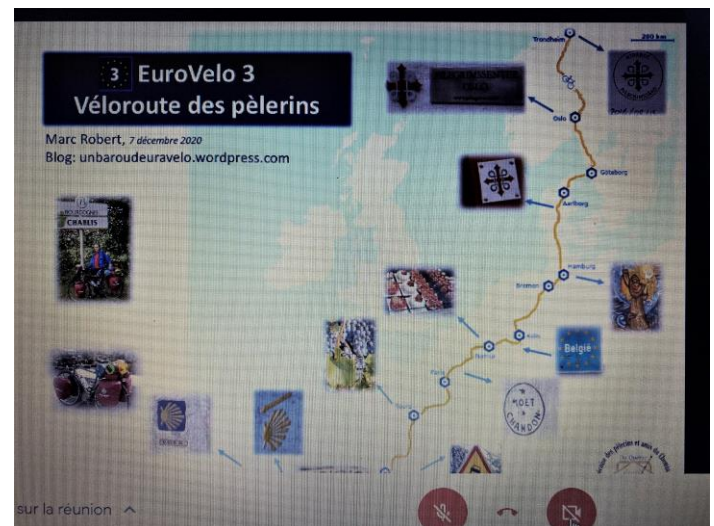 200 km
Trondheim
3 EuroVelo 3
Véloroute des pèlerins
Oslo
Marc Robert, 7 décembre 2020
Blog: unbaroudeuravelo.wordpress.com
Göteborg
Aalborg
CHABLIS
Hamburg
Bremen
Köln
België
Namur
Paris
MOET
CHANDON
sur la réunion